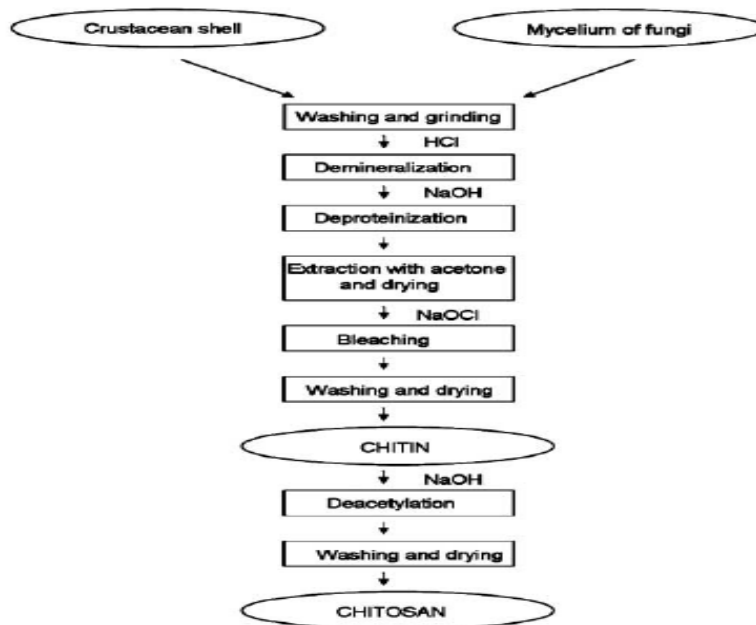 Crustacean shell
Mycelium of fungi
Washing and grinding
HCl
Demineralization
NaOH
Deproteinization
Extraction with acetone
and drying
NaOCl
Bleaching
Washing and drying
CHITIN
NaOH
Deacetylation
Washing and drying
CHITOSAN